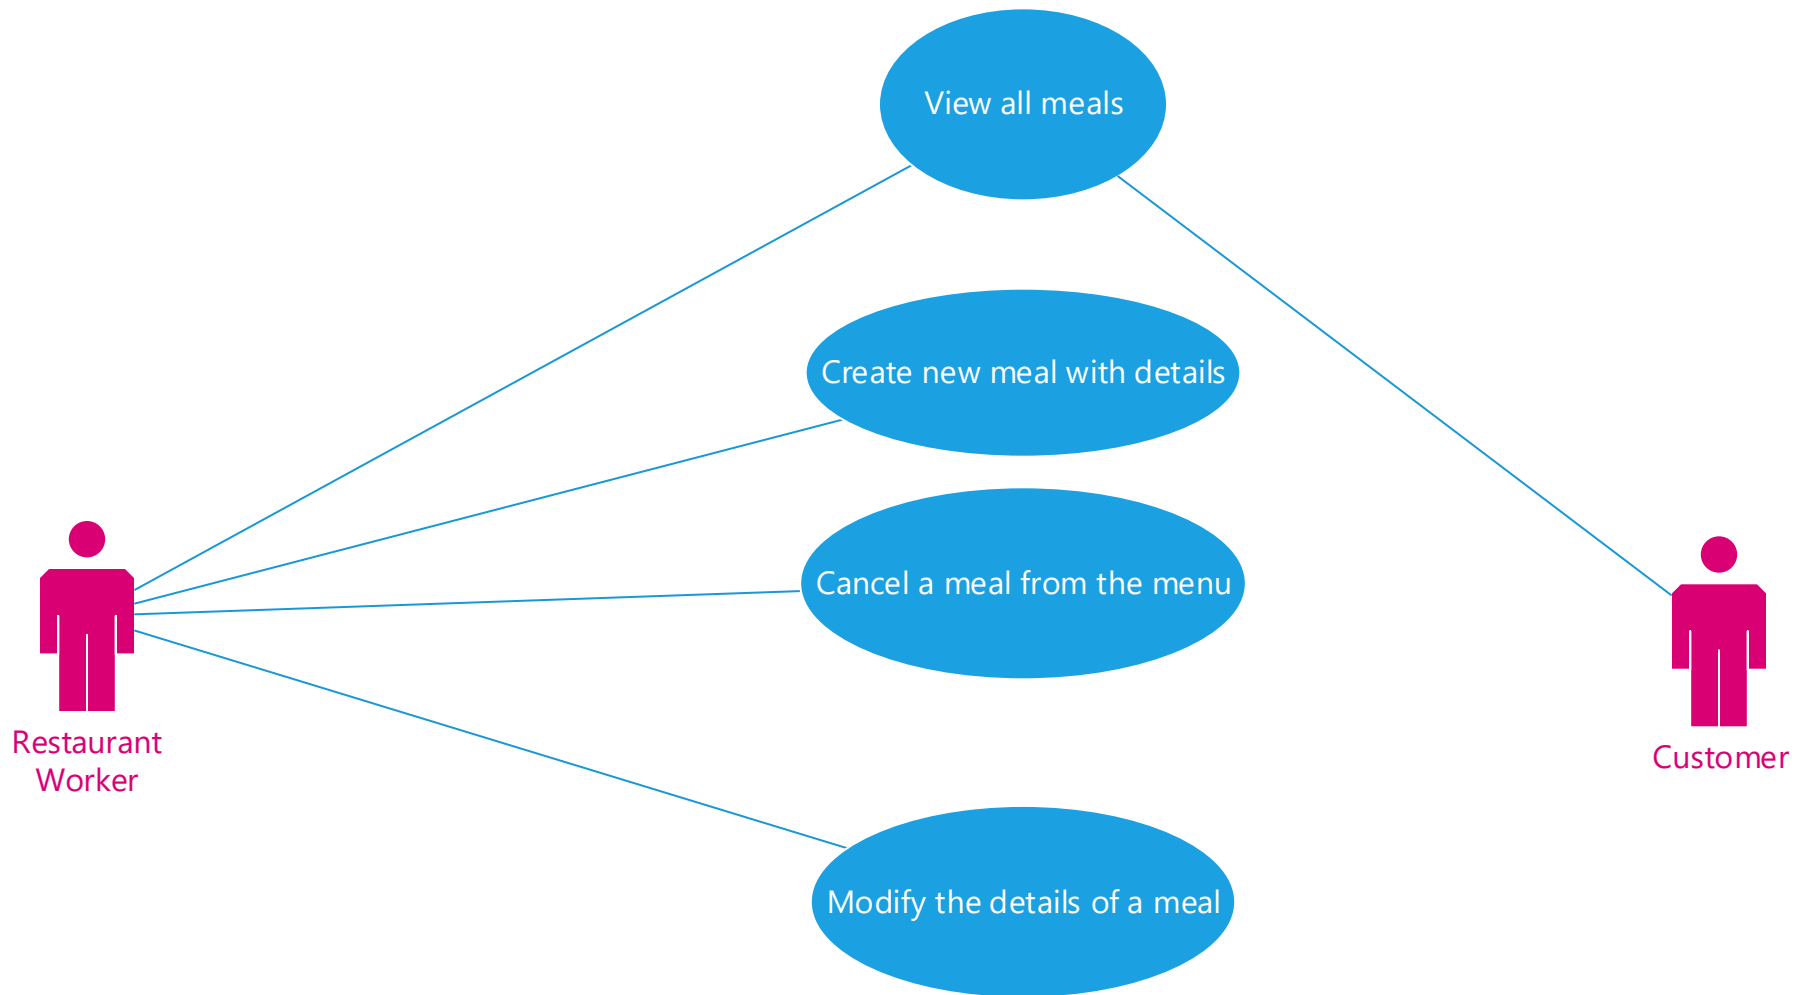 View all meals
Create new meal with details
Cancel a meal from the menu
Restaurant
Worker
Customer
Modify the details of a meal